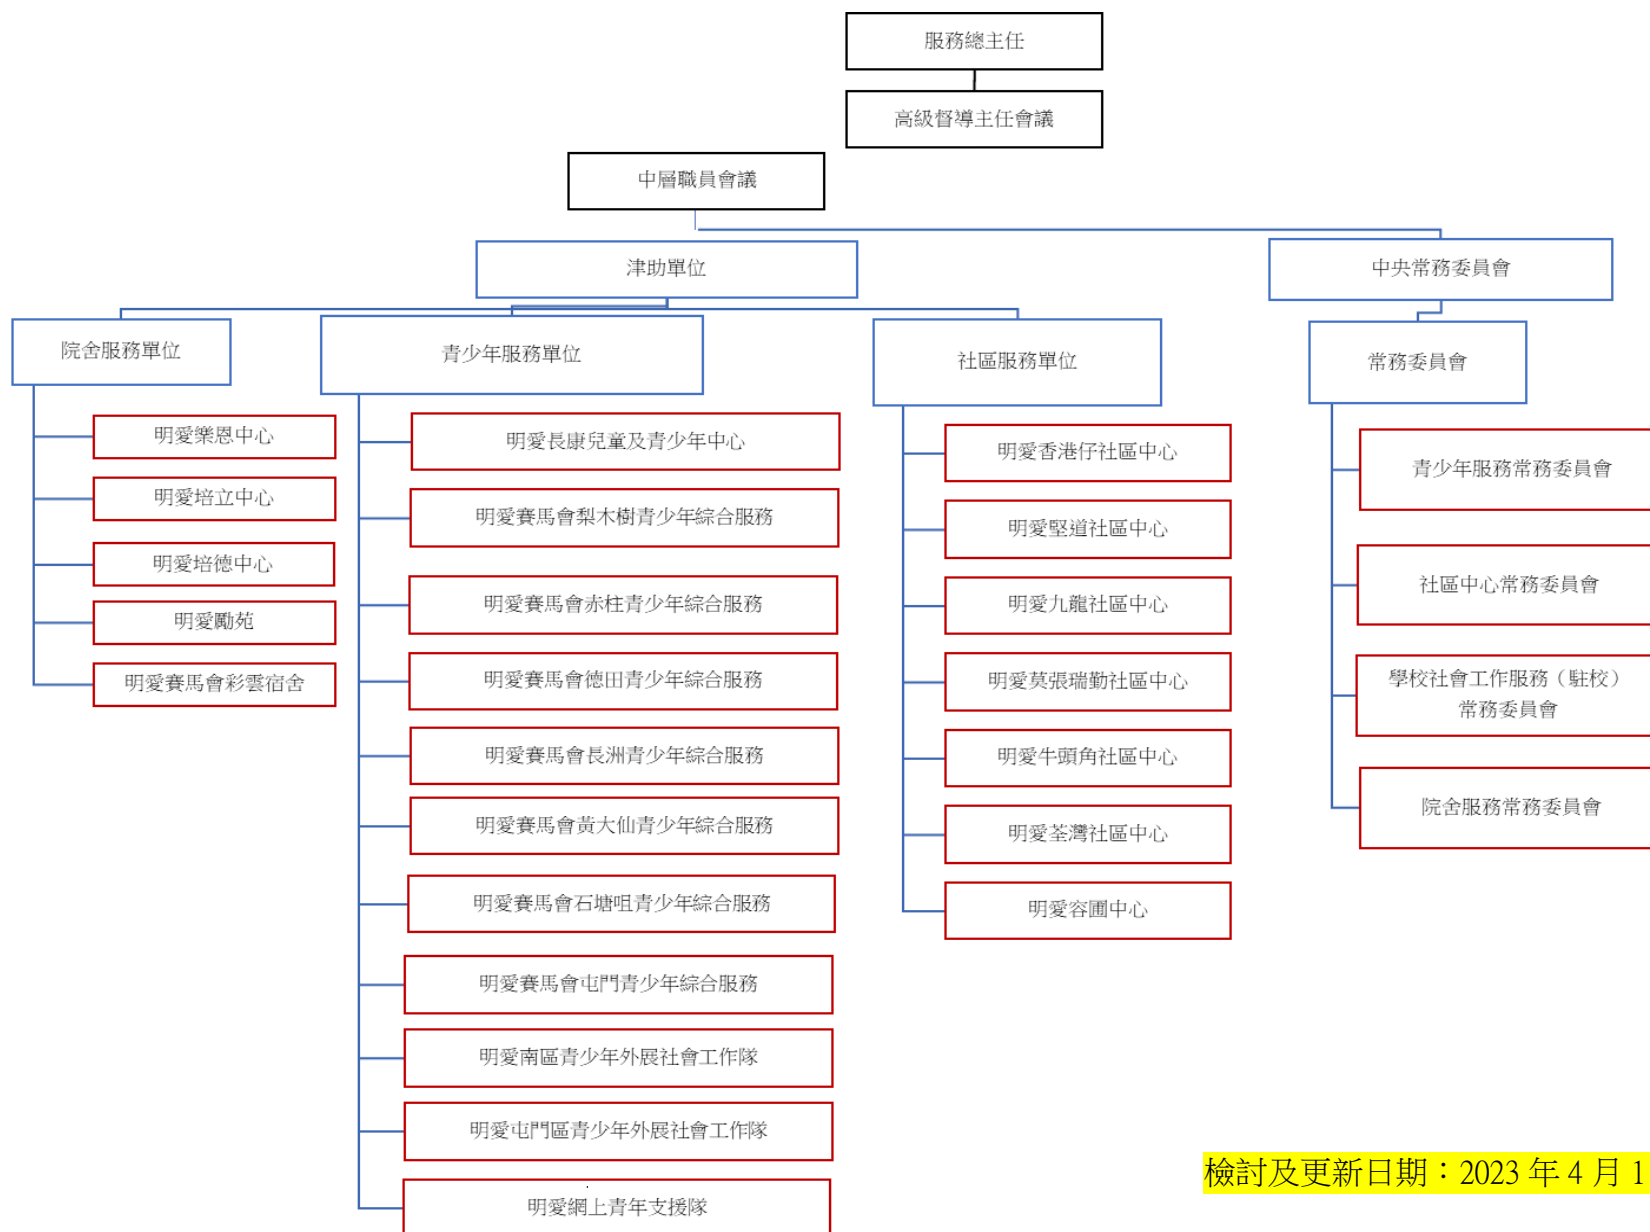 服務總主任
高級督導主任會議
中層職員會議
津助單位
中央常務委員會
院舍服務單位
青少年服務單位
社區服務單位
常務委員會
明愛樂恩中心
明愛培立中心
明愛培德中心
明愛勵苑
明愛賽馬會彩雲宿舍
明愛長康兒童及青少年中心
明愛賽馬會梨木樹青少年綜合服務
明愛賽馬會赤柱青少年綜合服務
明愛賽馬會德田青少年綜合服務
明愛賽馬會長洲青少年綜合服務
明愛賽馬會黃大仙青少年綜合服務
明愛賽馬會石塘咀青少年綜合服務
明愛賽馬會屯門青少年綜合服務
明愛南區青少年外展社會工作隊
明愛屯門區青少年外展社會工作隊
明愛網上青年支援隊
明愛香港仔社區中心
明愛堅道社區中心
明愛九龍社區中心
明愛莫張瑞勤社區中心
明愛牛頭角社區中心
明愛荃灣社區中心
明愛容圃中心
青少年服務常務委員會
社區中心常務委員會
學校社會工作服務（駐校）
常務委員會
院舍服務常務委員會
檢討及更新日期：2023 年 4 月 1